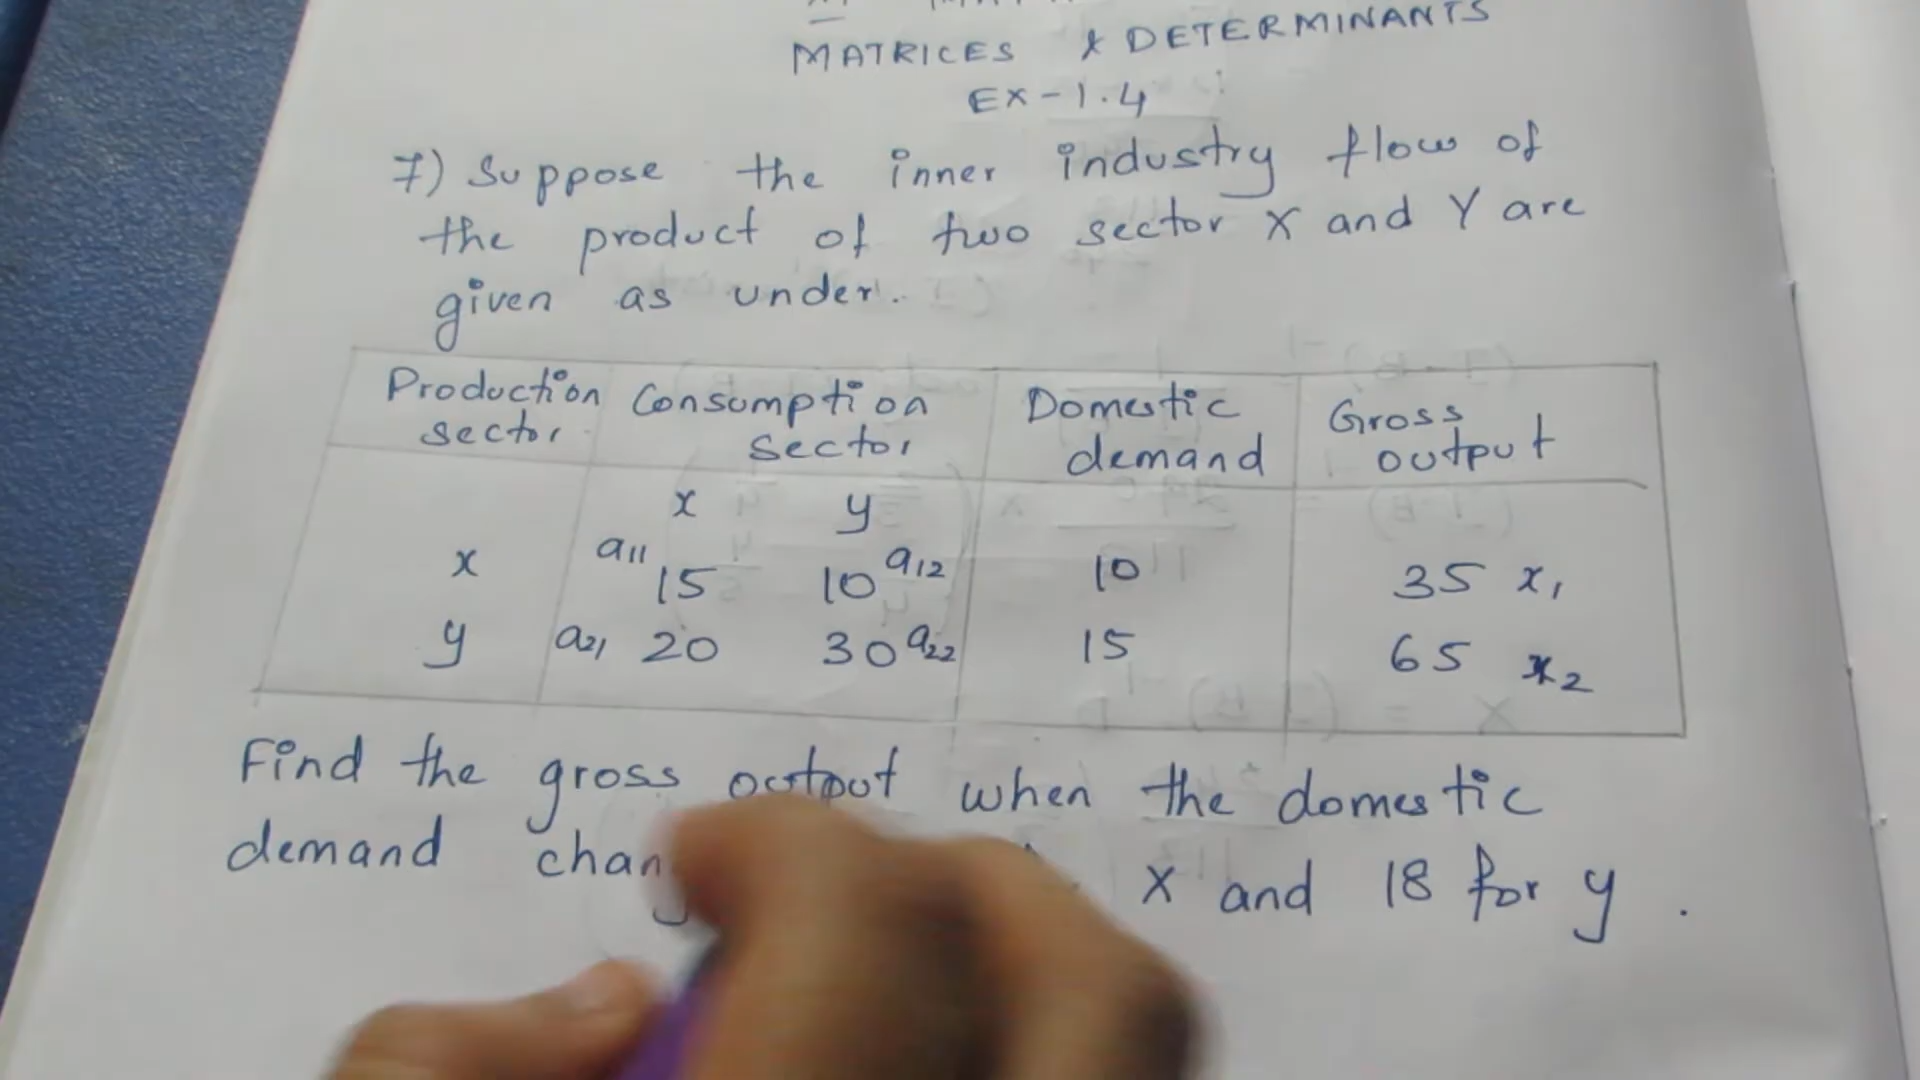 MATRICES & DETERMINANTS
EX-1.4
7) Suppose the inner industry flow of
the product of two sector X and Y are
given as under.
Production sector Consumption sector Domestic demand Gross output
x y
x a11 15 10 a12 10 35 x1
y a21 20 30 a22 15 65 x2
Find the gross output when the domestic
demand X and 18 for y.